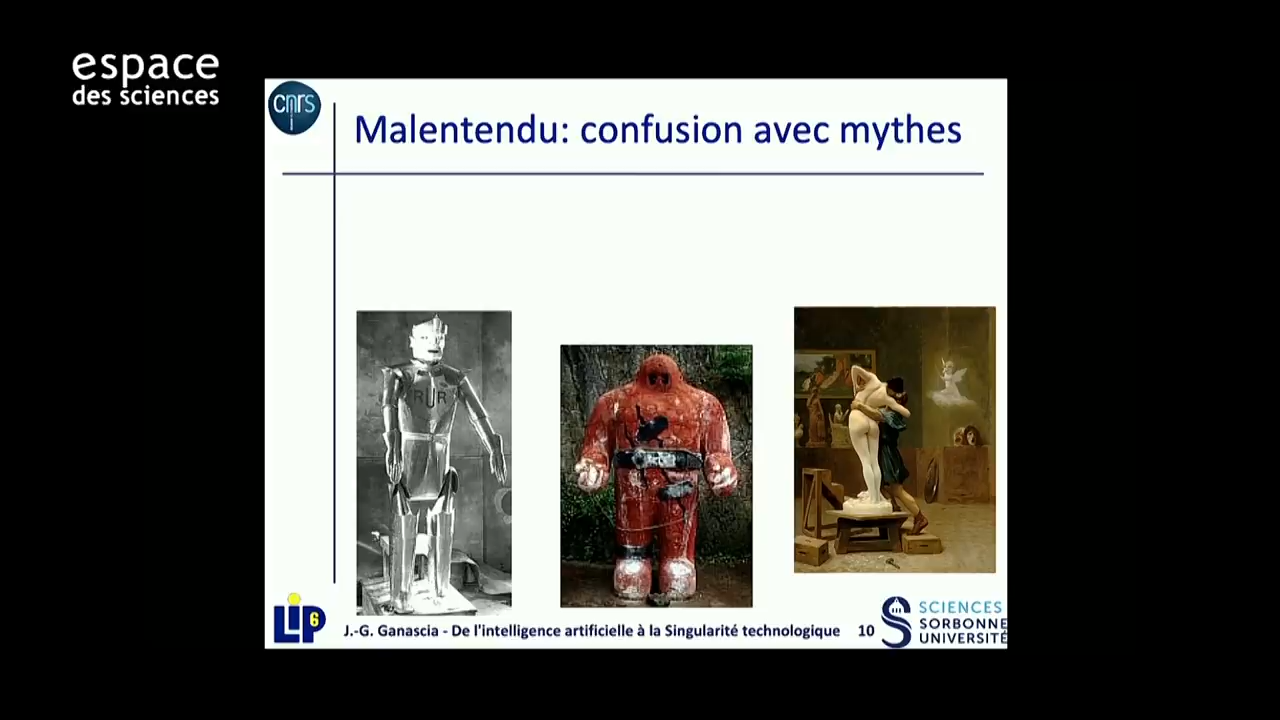 espace
des sciences
cnrs
Malentendu: confusion avec mythes
RUR
LIP6
J.-G. Ganascia - De l'intelligence artificielle à la Singularité technologique 10
SCIENCES
SORBONNE
UNIVERSITÉ